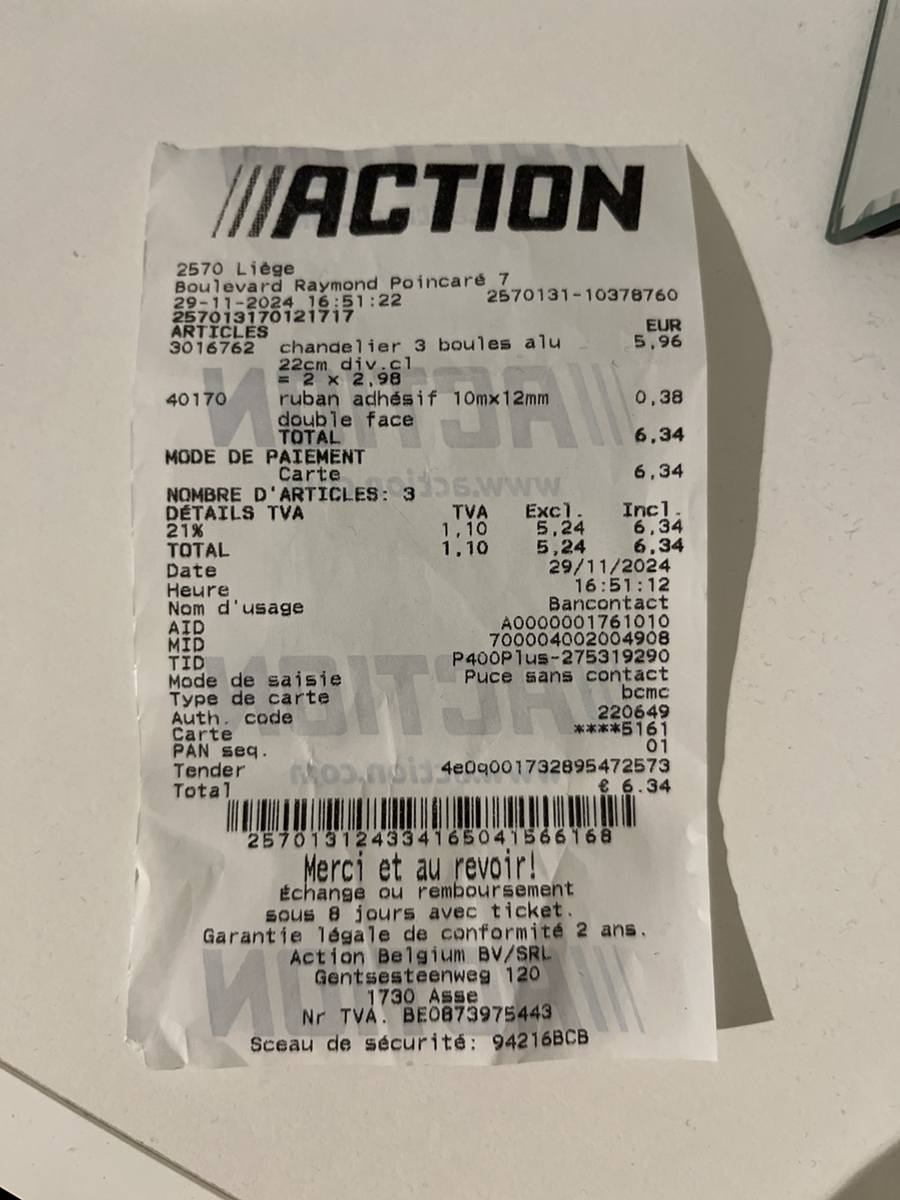 ACTION
2570 Liège
Boulevard Raymond Poincaré 7
29-11-2024 16:51:22 2570131-10378760
257013170121717
ARTICLES EUR
3016762 chandelier 3 boules alu 5,96
22cm div.cl
= 2 x 2,98
40170 ruban adhésif 10mx12mm 0,38
double face
TOTAL 6,34
MODE DE PAIEMENT
Carte 6,34
NOMBRE D'ARTICLES: 3
DÉTAILS TVA TVA Excl. Incl.
21% 1,10 5,24 6,34
TOTAL 1,10 5,24 6,34
Date 29/11/2024
Heure 16:51:12
Nom d'usage Bancontact
AID A0000001761010
MID 700004002004908
TID P400Plus-275319290
Mode de saisie Puce sans contact
Type de carte bcmc
Auth. code 220649
Carte ****5161
PAN seq. 01
Tender 4e0q001732895472573
Total € 6.34
257013124334165041566168
Merci et au revoir!
Échange ou remboursement
sous 8 jours avec ticket.
Garantie légale de conformité 2 ans.
Action Belgium BV/SRL
Gentsesteenweg 120
1730 Asse
Nr TVA. BE0873975443
Sceau de sécurité: 94216BCB